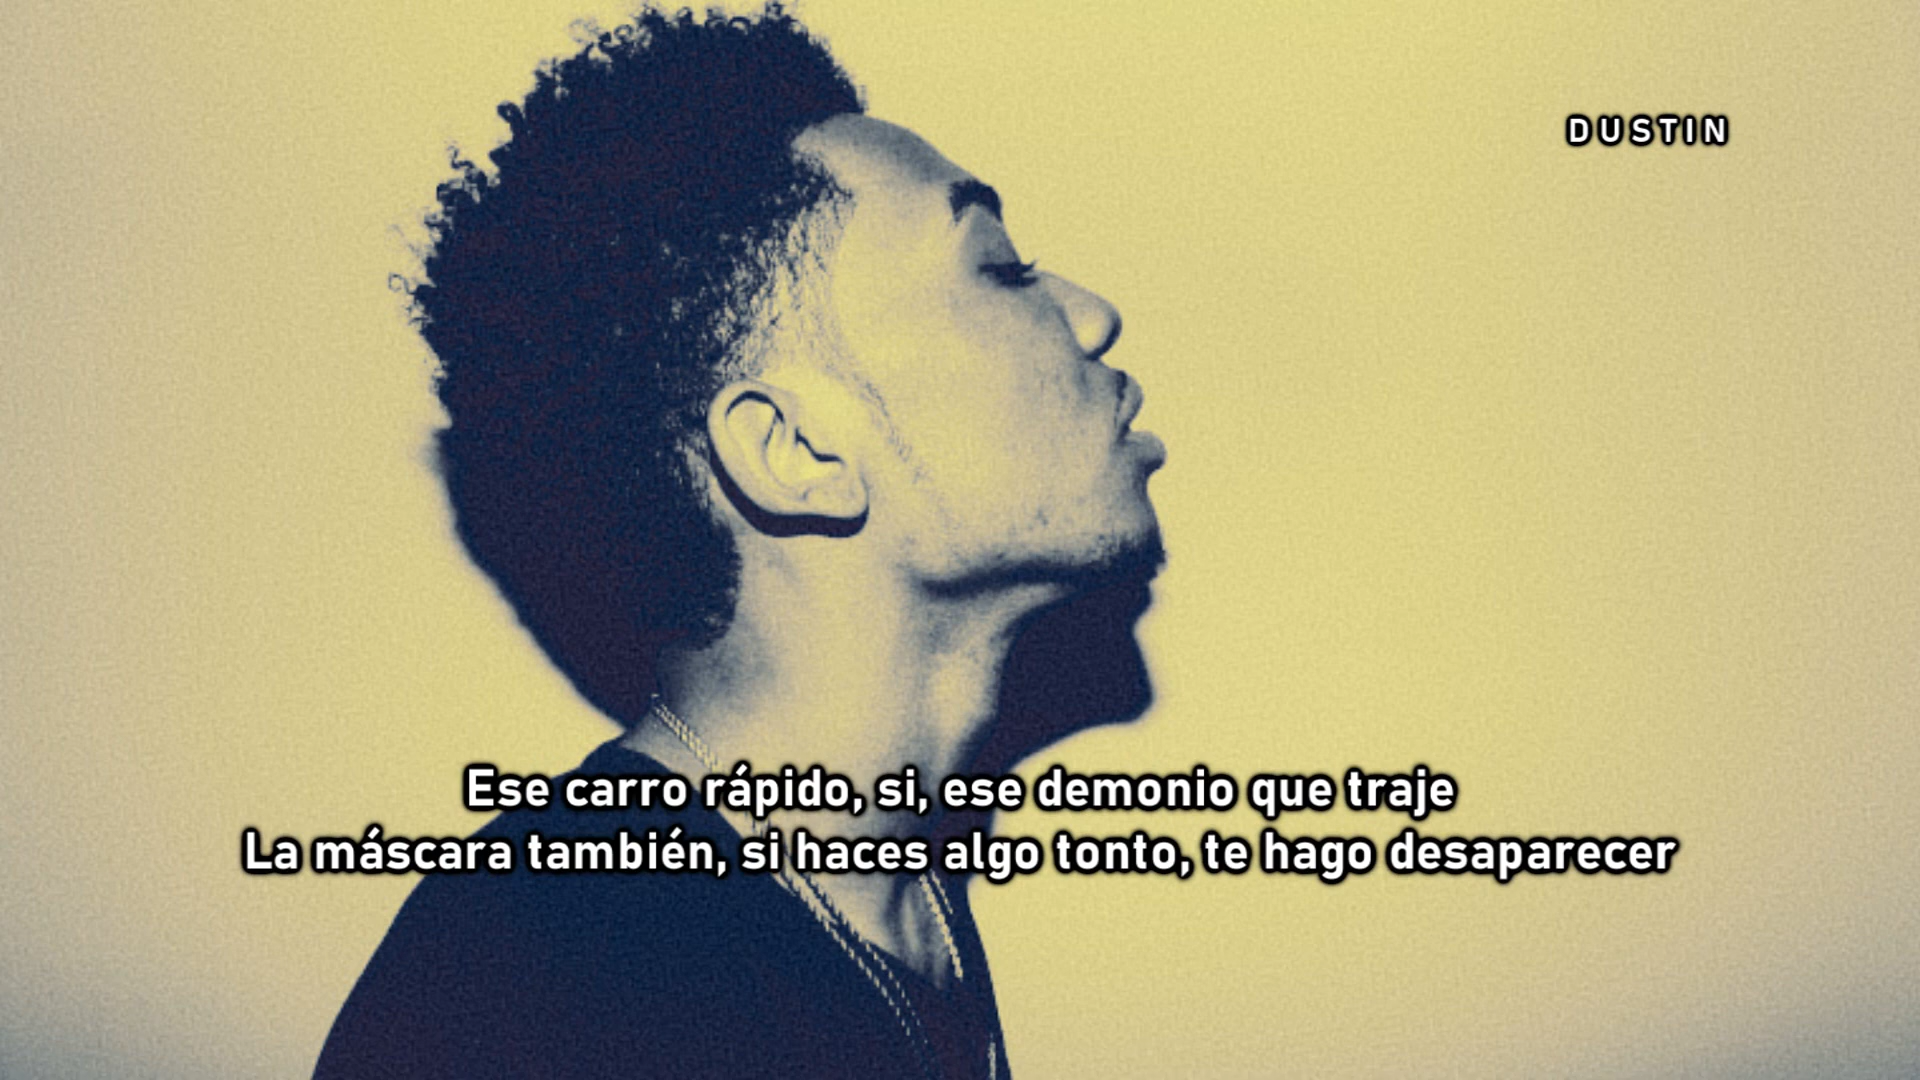 DUSTIN
Ese carro rápido, si, ese demonio que traje
La máscara también, si haces algo tonto, te hago desaparecer